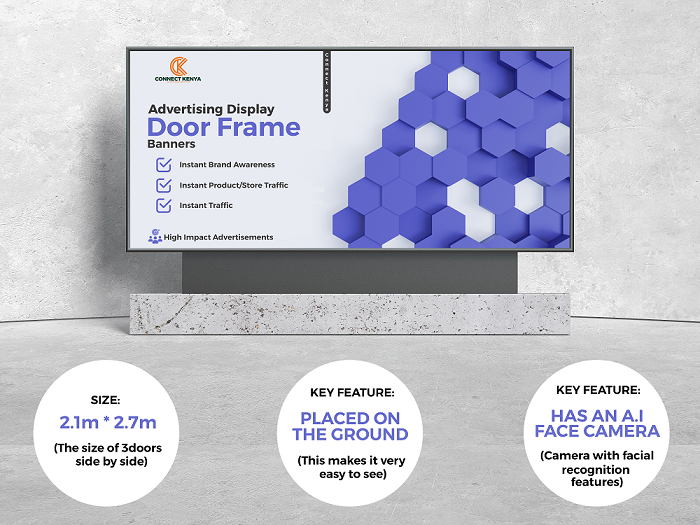 CONNECT KENYA
Connect Kenya
Advertising Display
Door Frame
Banners
Instant Brand Awareness
Instant Product/Store Traffic
Instant Traffic
High Impact Advertisements
SIZE:
2.1m * 2.7m
(The size of 3doors
side by side)
KEY FEATURE:
PLACED ON
THE GROUND
(This makes it very
easy to see)
KEY FEATURE:
HAS AN A.I
FACE CAMERA
(Camera with facial
recognition
features)